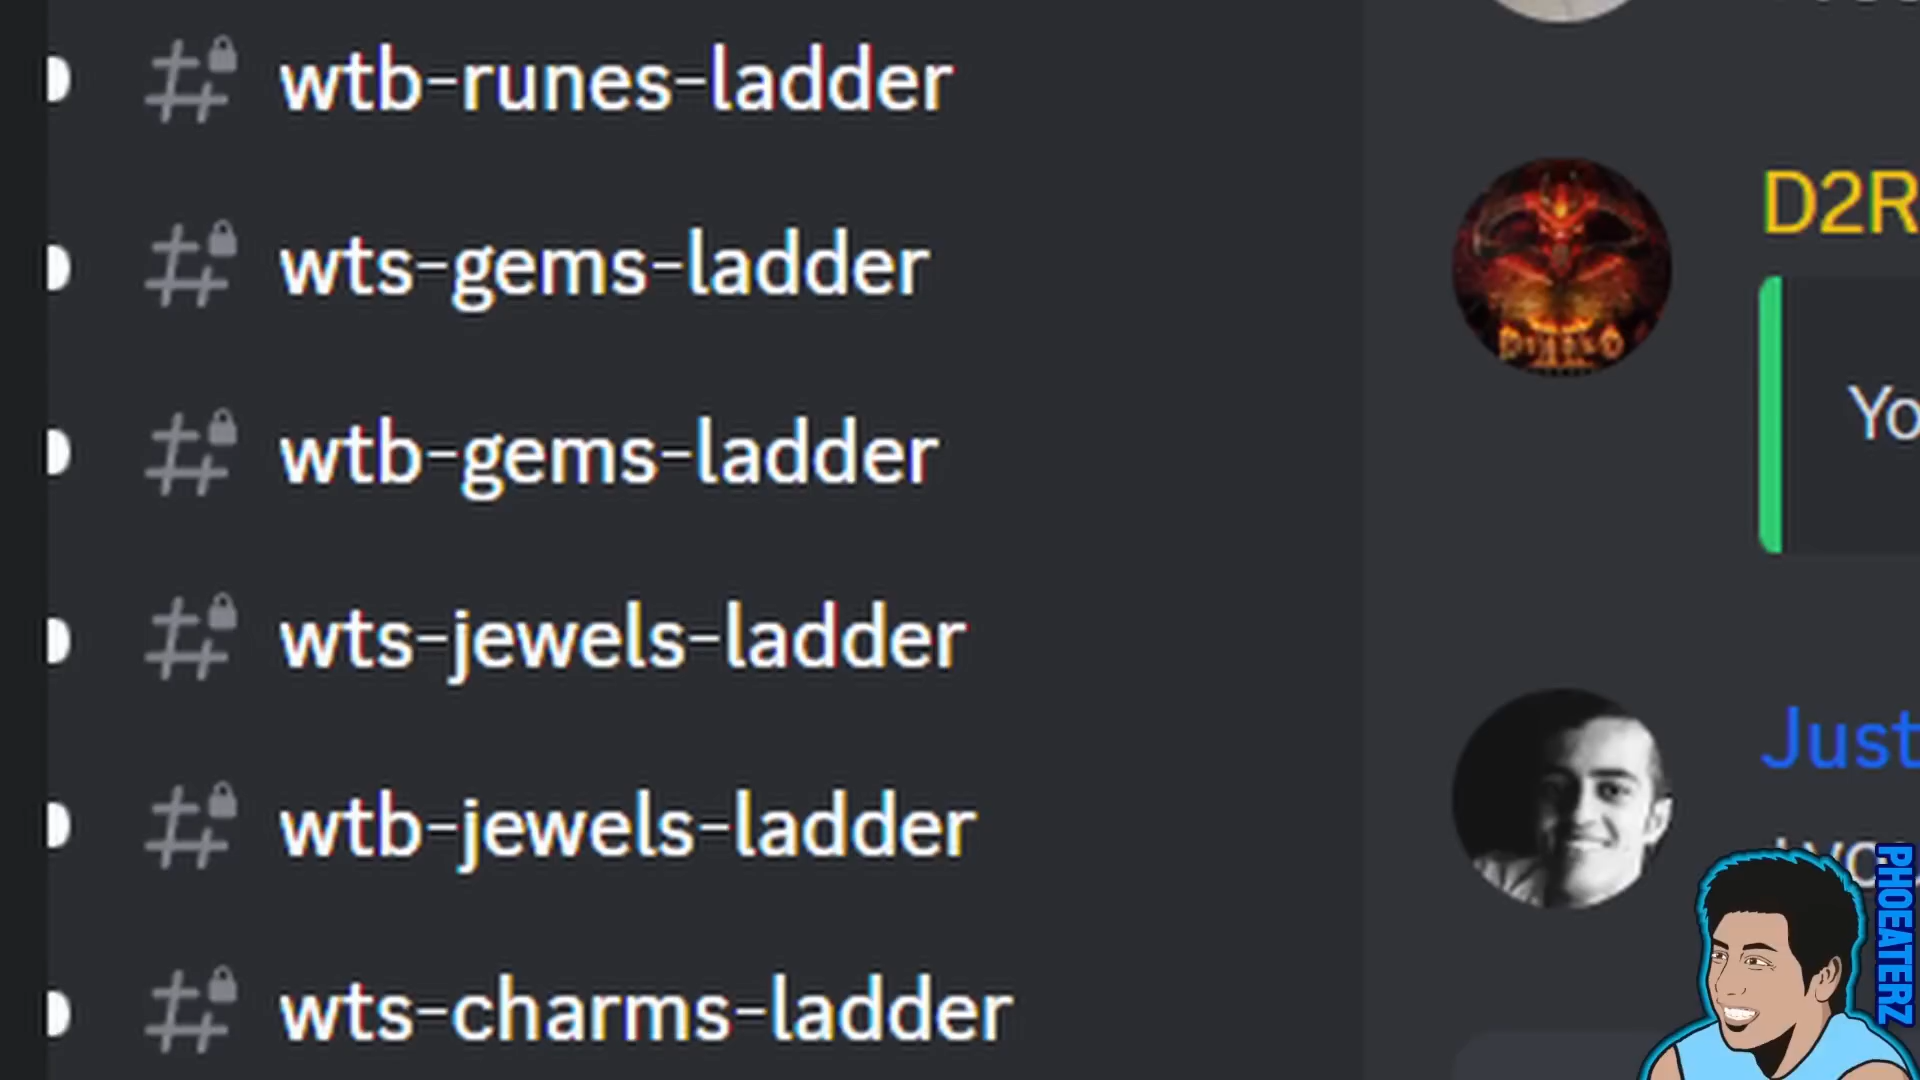 wtb-runes-ladder
wts-gems-ladder
wtb-gems-ladder
wts-jewels-ladder
wtb-jewels-ladder
wts-charms-ladder
D2R
DIABLO
Yo
Just
PHOEATERZ